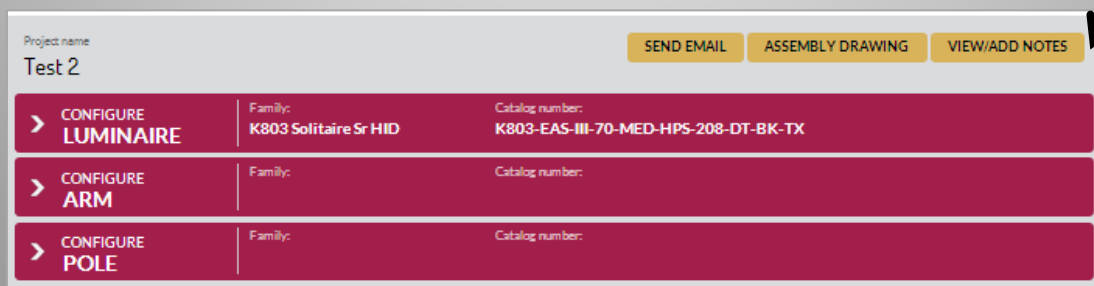 Project name
Test 2
SEND EMAIL
ASSEMBLY DRAWING
VIEW/ADD NOTES
CONFIGURE
LUMINAIRE
Family:
K803 Solitaire Sr HID
Catalog number:
K803-EAS-III-70-MED-HPS-208-DT-BK-TX
CONFIGURE
ARM
Family:
Catalog number:
CONFIGURE
POLE
Family:
Catalog number: